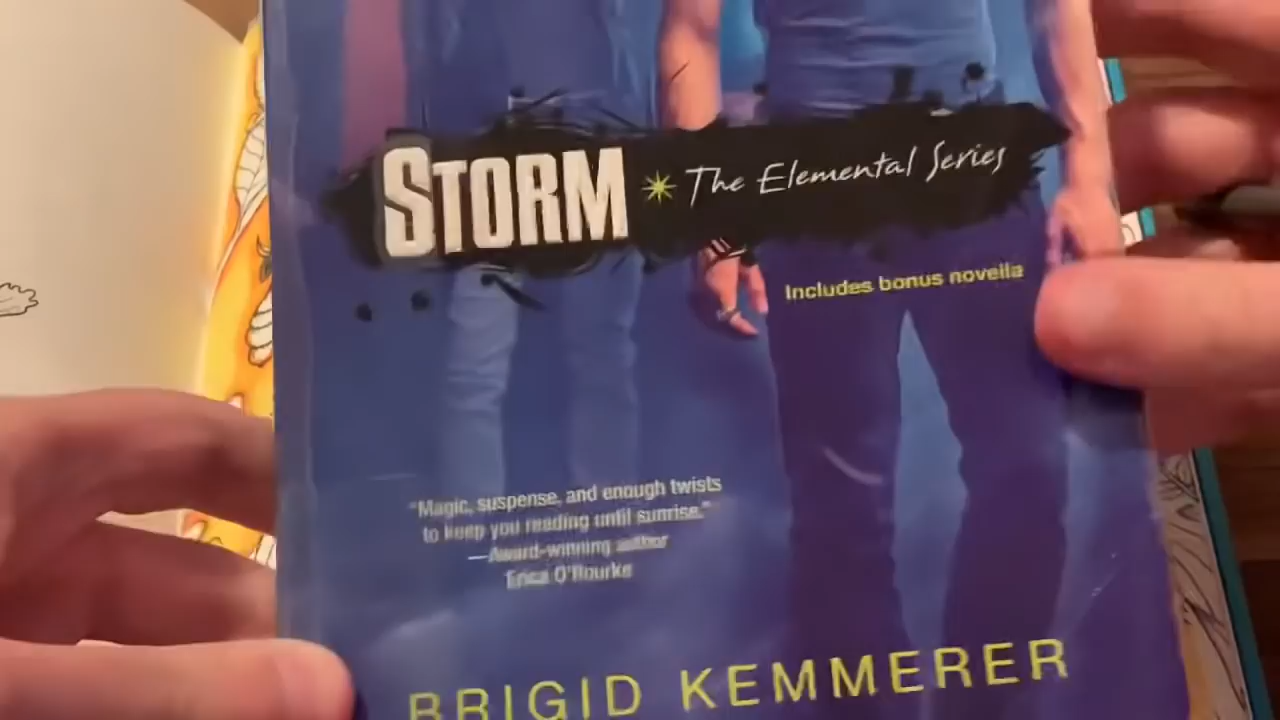 STORM * The Elemental Series
Includes bonus novella
"Magic, suspense, and enough twists
to keep you reading until sunrise."
—Award-winning author
Erica O'Rourke
BRIGID KEMMERER